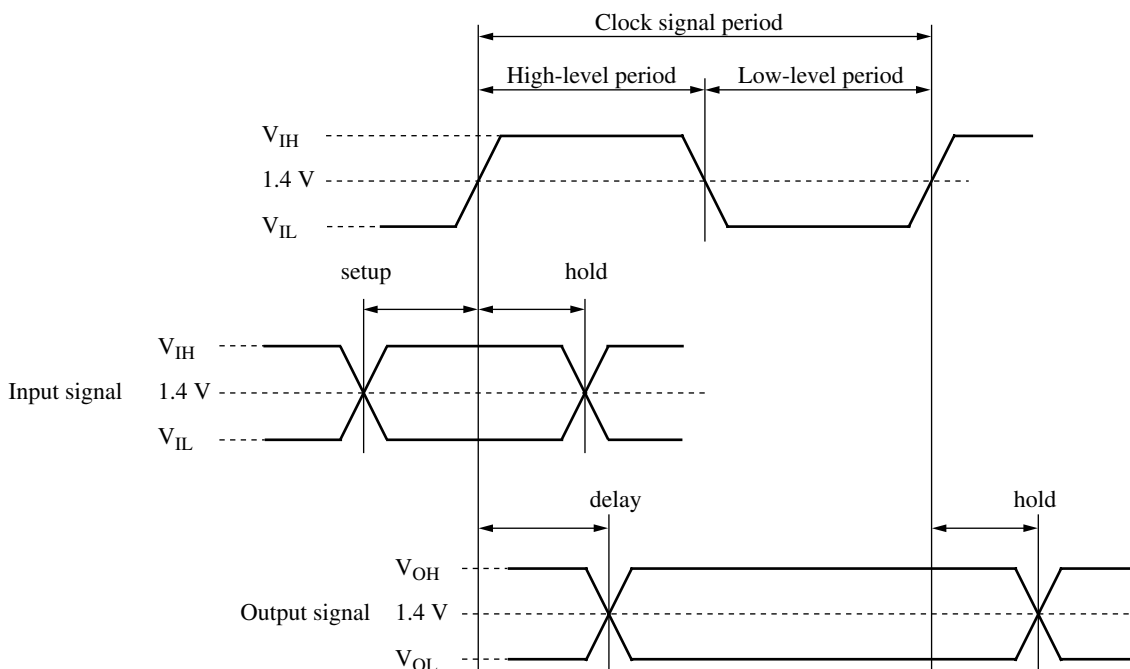 Clock signal period
High-level period
Low-level period
V_IH
1.4 V
V_IL
setup
hold
V_IH
Input signal 1.4 V
V_IL
delay
hold
V_OH
Output signal 1.4 V
V_OL